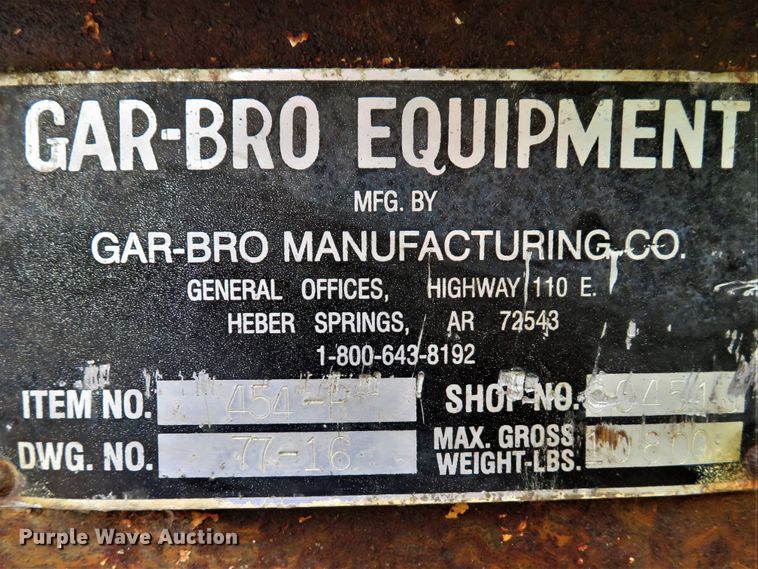 GAR-BRO EQUIPMENT
MFG. BY
GAR-BRO MANUFACTURING CO.
GENERAL OFFICES, HIGHWAY 110 E.
HEBER SPRINGS, AR 72543
1-800-643-8192
ITEM NO. SHOP NO.
DWG. NO. 77-16 MAX. GROSS WEIGHT-LBS. 10800
Purple Wave Auction